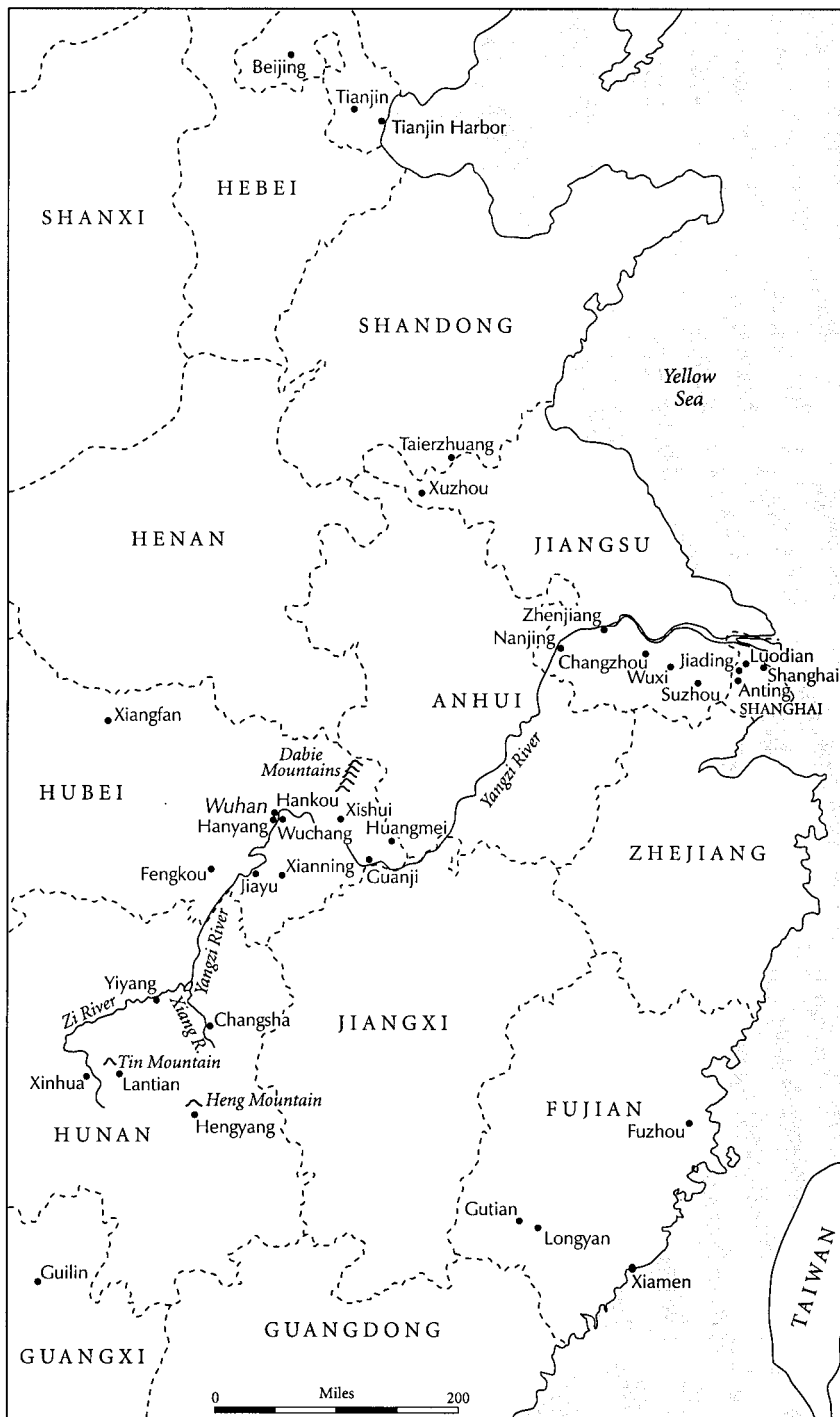 Beijing
Tianjin
Tianjin Harbor
HEBEI
SHANXI
SHANDONG
Yellow
Sea
Taierzhuang
Xuzhou
HENAN
JIANGSU
Zhenjiang
Nanjing
Changzhou
Wuxi
Suzhou
Jiading
Luodian
Shanghai
Anting
SHANGHAI
ANHUI
Xiangfan
Dabie
Mountains
Yangzi River
HUBEI
Wuhan
Hankou
Hanyang
Wuchang
Xishui
Huangmei
Guanji
Fengkou
Jiayu
Xianning
ZHEJIANG
Yangzi River
Yiyang
Zi River
Xiang R.
Changsha
JIANGXI
Tin Mountain
Xinhua
Lantian
Heng Mountain
Hengyang
HUNAN
FUJIAN
Fuzhou
Gutian
Longyan
Guilin
Xiamen
TAIWAN
GUANGDONG
GUANGXI
0 Miles 200